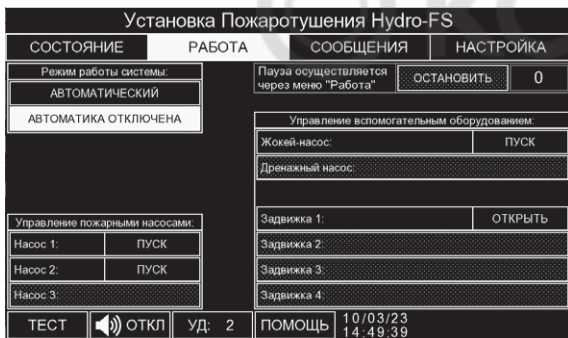 Установка Пожаротушения Hydro-FS
СОСТОЯНИЕ РАБОТА СООБЩЕНИЯ НАСТРОЙКА
Режим работы системы:
АВТОМАТИЧЕСКИЙ
АВТОМАТИКА ОТКЛЮЧЕНА
Пауза осуществляется
через меню "Работа"
ОСТАНОВИТЬ 0
Управление вспомогательным оборудованием:
Жокей-насос: ПУСК
Дренажный насос:
Управление пожарными насосами:
Насос 1: ПУСК
Насос 2: ПУСК
Насос 3:
Задвижка 1: ОТКРЫТЬ
Задвижка 2:
Задвижка 3:
Задвижка 4:
ТЕСТ ОТКЛ УД: 2 ПОМОЩЬ 10/03/23
14:49:39